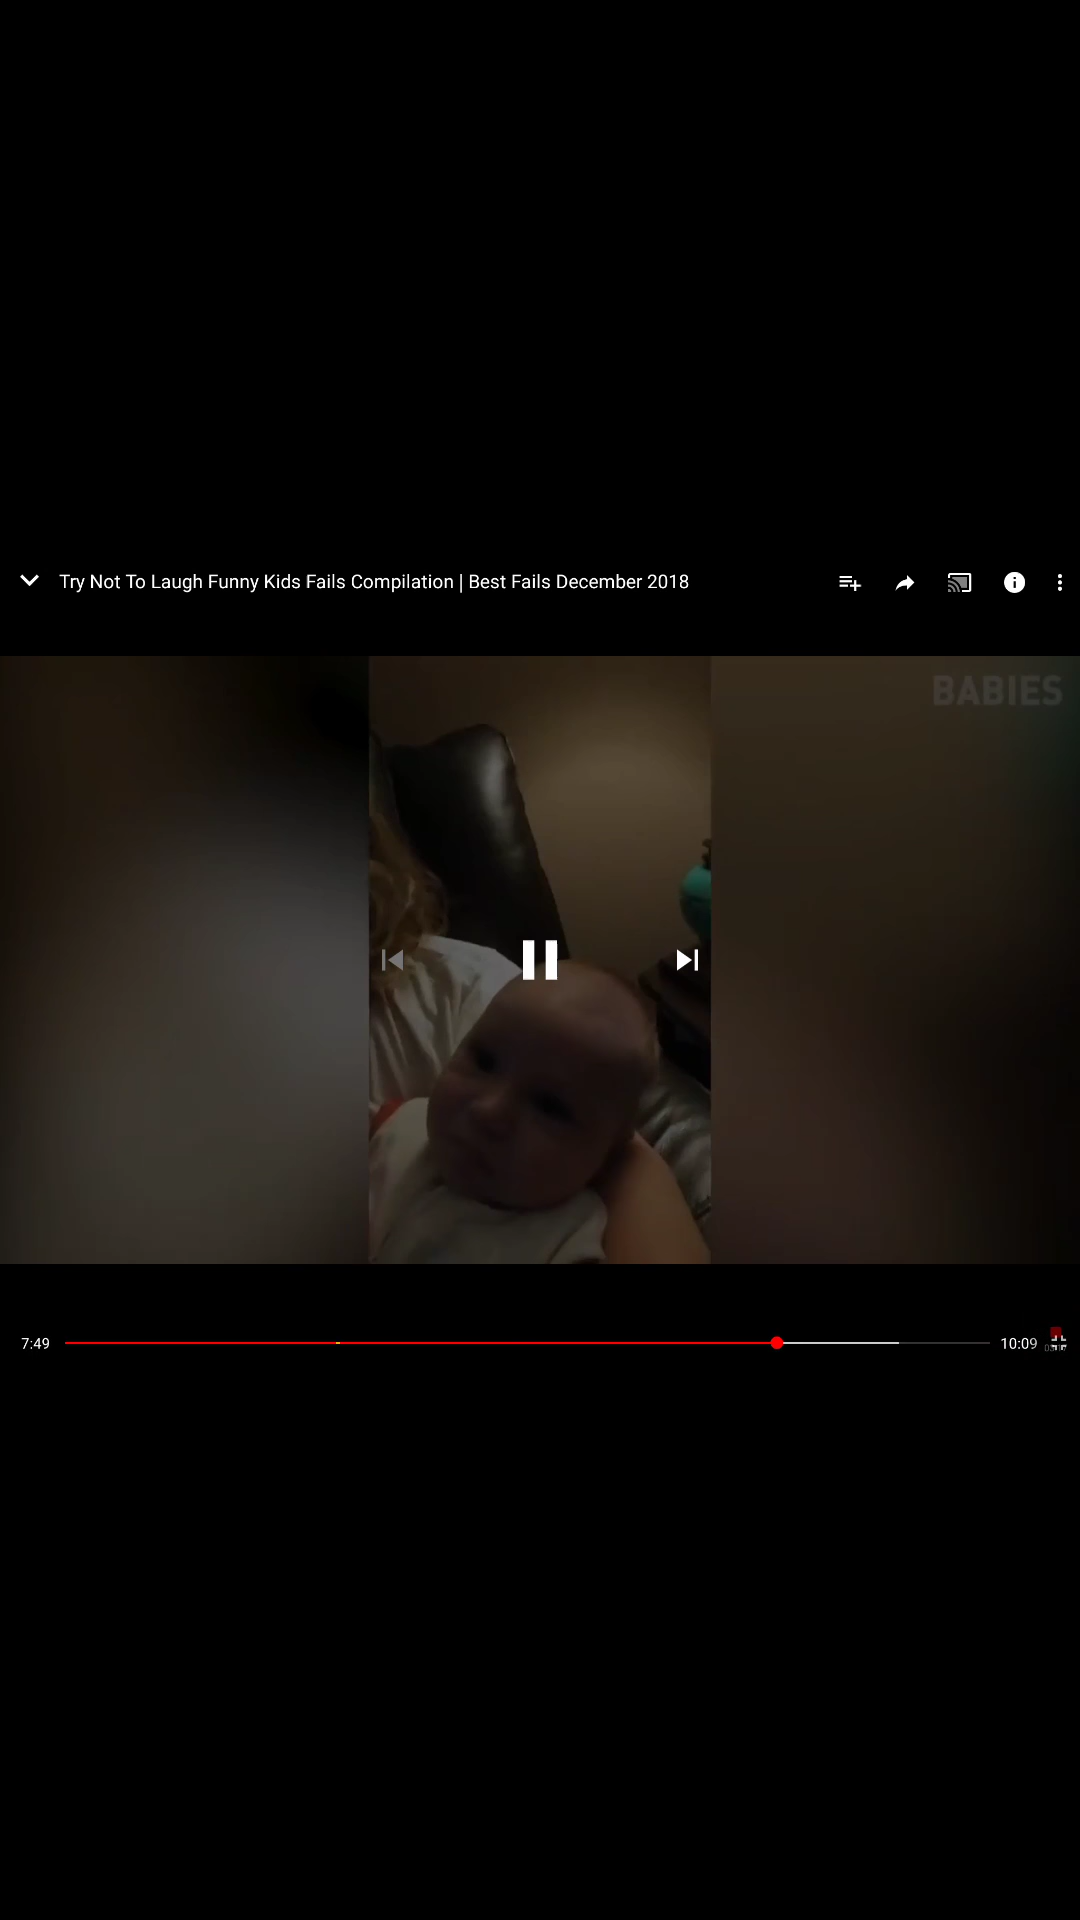 Try Not To Laugh Funny Kids Fails Compilation | Best Fails December 2018
BABIES
7:49
10:09